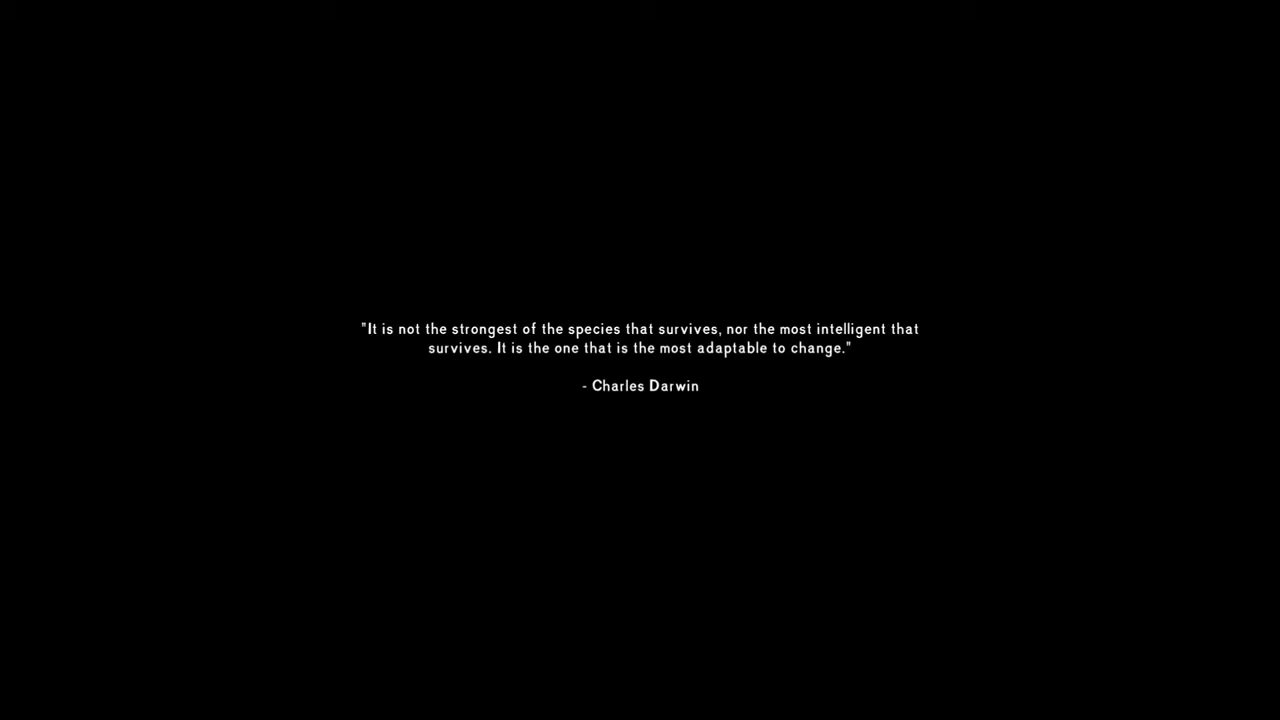 "It is not the strongest of the species that survives, nor the most intelligent that
survives. It is the one that is the most adaptable to change."
- Charles Darwin